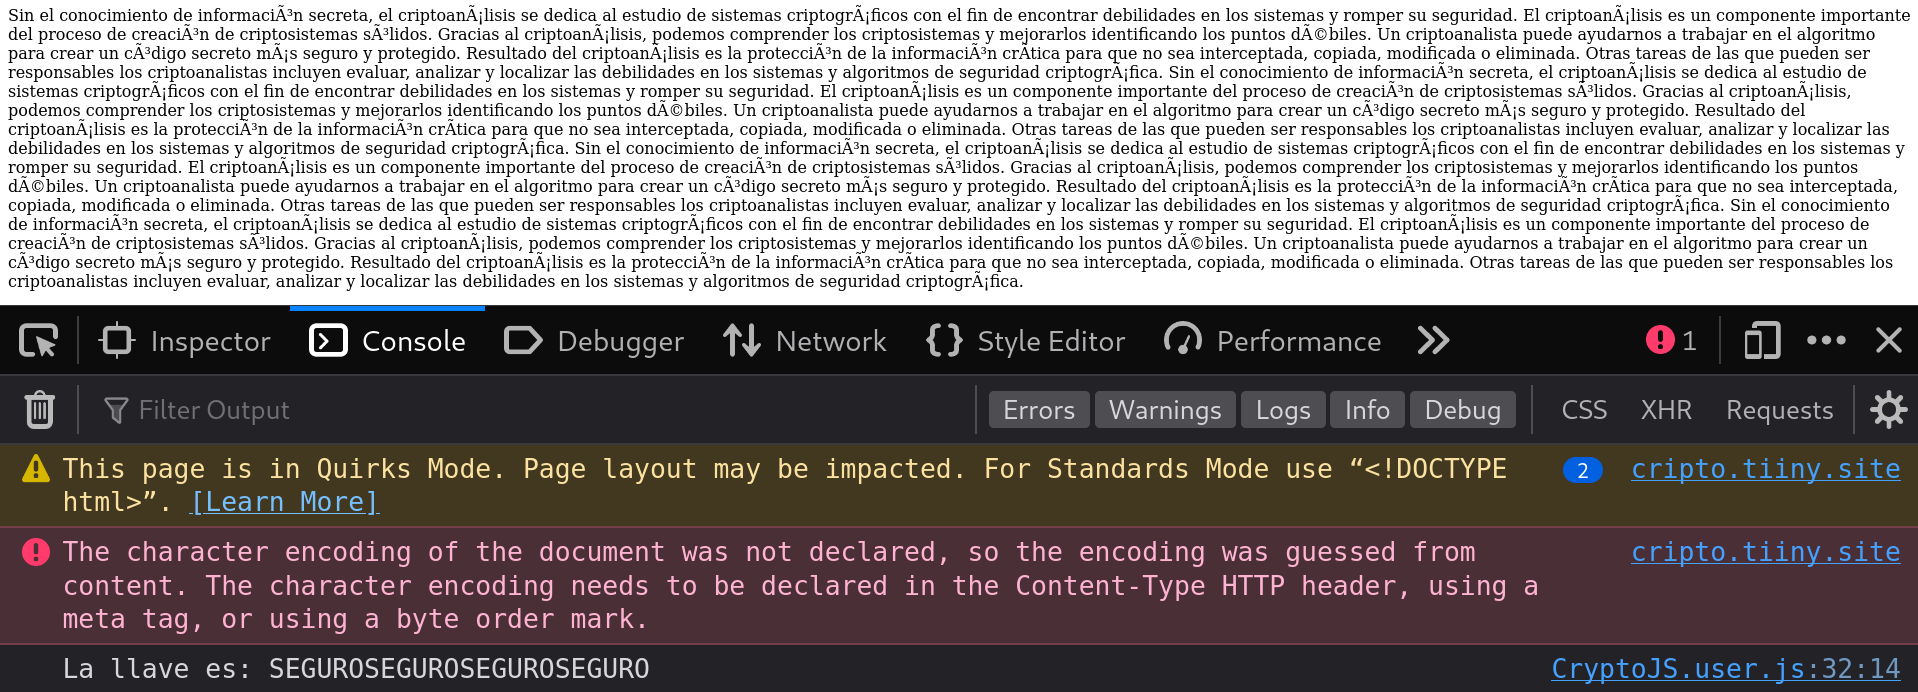 Sin el conocimiento de informaciÃ³n secreta, el criptoanÃ¡lisis se dedica al estudio de sistemas criptogrÃ¡ficos con el fin de encontrar debilidades en los sistemas y romper su seguridad. El criptoanÃ¡lisis es un componente importante
del proceso de creaciÃ³n de criptosistemas sÃ³lidos. Gracias al criptoanÃ¡lisis, podemos comprender los criptosistemas y mejorarlos identificando los puntos dÃ©biles. Un criptoanalista puede ayudarnos a trabajar en el algoritmo
para crear un cÃ³digo secreto mÃ¡s seguro y protegido. Resultado del criptoanÃ¡lisis es la protecciÃ³n de la informaciÃ³n crÃ­tica para que no sea interceptada, copiada, modificada o eliminada. Otras tareas de las que pueden ser
responsables los criptoanalistas incluyen evaluar, analizar y localizar las debilidades en los sistemas y algoritmos de seguridad criptogrÃ¡fica. Sin el conocimiento de informaciÃ³n secreta, el criptoanÃ¡lisis se dedica al estudio de
sistemas criptogrÃ¡ficos con el fin de encontrar debilidades en los sistemas y romper su seguridad. El criptoanÃ¡lisis es un componente importante del proceso de creaciÃ³n de criptosistemas sÃ³lidos. Gracias al criptoanÃ¡lisis,
podemos comprender los criptosistemas y mejorarlos identificando los puntos dÃ©biles. Un criptoanalista puede ayudarnos a trabajar en el algoritmo para crear un cÃ³digo secreto mÃ¡s seguro y protegido. Resultado del
criptoanÃ¡lisis es la protecciÃ³n de la informaciÃ³n crÃ­tica para que no sea interceptada, copiada, modificada o eliminada. Otras tareas de las que pueden ser responsables los criptoanalistas incluyen evaluar, analizar y localizar las
debilidades en los sistemas y algoritmos de seguridad criptogrÃ¡fica. Sin el conocimiento de informaciÃ³n secreta, el criptoanÃ¡lisis se dedica al estudio de sistemas criptogrÃ¡ficos con el fin de encontrar debilidades en los sistemas y
romper su seguridad. El criptoanÃ¡lisis es un componente importante del proceso de creaciÃ³n de criptosistemas sÃ³lidos. Gracias al criptoanÃ¡lisis, podemos comprender los criptosistemas y mejorarlos identificando los puntos
dÃ©biles. Un criptoanalista puede ayudarnos a trabajar en el algoritmo para crear un cÃ³digo secreto mÃ¡s seguro y protegido. Resultado del criptoanÃ¡lisis es la protecciÃ³n de la informaciÃ³n crÃ­tica para que no sea interceptada,
copiada, modificada o eliminada. Otras tareas de las que pueden ser responsables los criptoanalistas incluyen evaluar, analizar y localizar las debilidades en los sistemas y algoritmos de seguridad criptogrÃ¡fica. Sin el conocimiento
de informaciÃ³n secreta, el criptoanÃ¡lisis se dedica al estudio de sistemas criptogrÃ¡ficos con el fin de encontrar debilidades en los sistemas y romper su seguridad. El criptoanÃ¡lisis es un componente importante del proceso de
creaciÃ³n de criptosistemas sÃ³lidos. Gracias al criptoanÃ¡lisis, podemos comprender los criptosistemas y mejorarlos identificando los puntos dÃ©biles. Un criptoanalista puede ayudarnos a trabajar en el algoritmo para crear un
cÃ³digo secreto mÃ¡s seguro y protegido. Resultado del criptoanÃ¡lisis es la protecciÃ³n de la informaciÃ³n crÃ­tica para que no sea interceptada, copiada, modificada o eliminada. Otras tareas de las que pueden ser responsables los
criptoanalistas incluyen evaluar, analizar y localizar las debilidades en los sistemas y algoritmos de seguridad criptogrÃ¡fica.
Inspector Console Debugger Network Style Editor Performance 1
Filter Output Errors Warnings Logs Info Debug CSS XHR Requests
This page is in Quirks Mode. Page layout may be impacted. For Standards Mode use “<!DOCTYPE 2 cripto.tiiny.site
html>”. [Learn More]
The character encoding of the document was not declared, so the encoding was guessed from cripto.tiiny.site
content. The character encoding needs to be declared in the Content-Type HTTP header, using a
meta tag, or using a byte order mark.
La llave es: SEGUROSEGUROSEGUROSEGURO CryptoJS.user.js:32:14